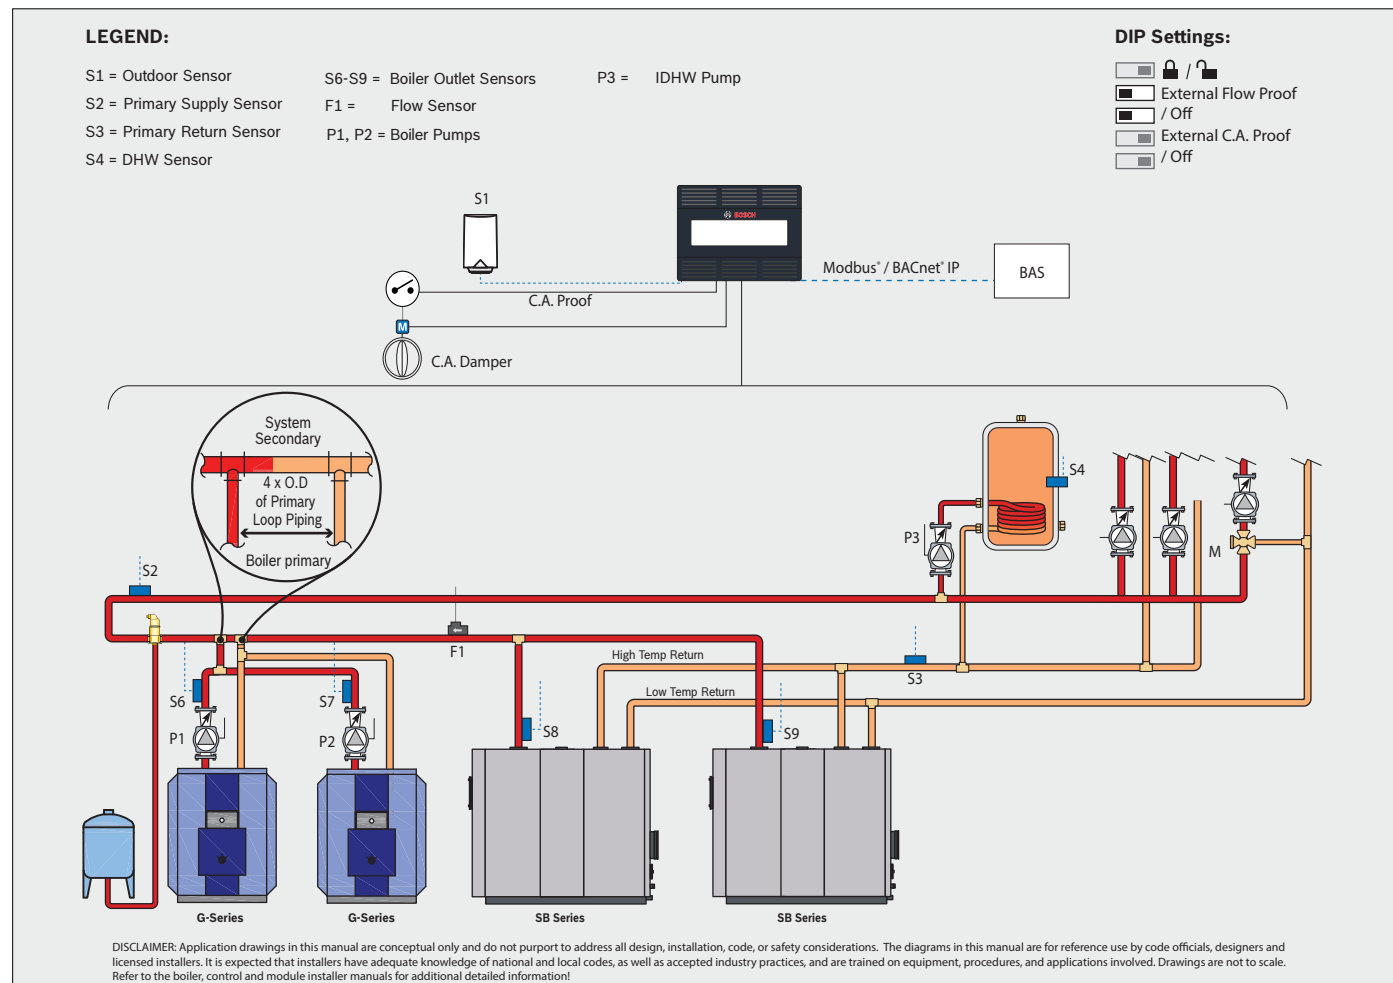 LEGEND:
S1 = Outdoor Sensor
S2 = Primary Supply Sensor
S3 = Primary Return Sensor
S4 = DHW Sensor
S6-S9 = Boiler Outlet Sensors
F1 = Flow Sensor
P1, P2 = Boiler Pumps
P3 = IDHW Pump
DIP Settings:
/
External Flow Proof
/ Off
External C.A. Proof
/ Off
S1
BOSCH
Modbus® / BACnet® IP
BAS
C.A. Proof
M
C.A. Damper
System
Secondary
4 x O.D
of Primary
Loop Piping
Boiler primary
S4
P3
M
S2
F1
High Temp Return
S3
Low Temp Return
S6
S7
S8
S9
P1
P2
G-Series
G-Series
SB Series
SB Series
DISCLAIMER: Application drawings in this manual are conceptual only and do not purport to address all design, installation, code, or safety considerations. The diagrams in this manual are for reference use by code officials, designers and
licensed installers. It is expected that installers have adequate knowledge of national and local codes, as well as accepted industry practices, and are trained on equipment, procedures, and applications involved. Drawings are not to scale.
Refer to the boiler, control and module installer manuals for additional detailed information!